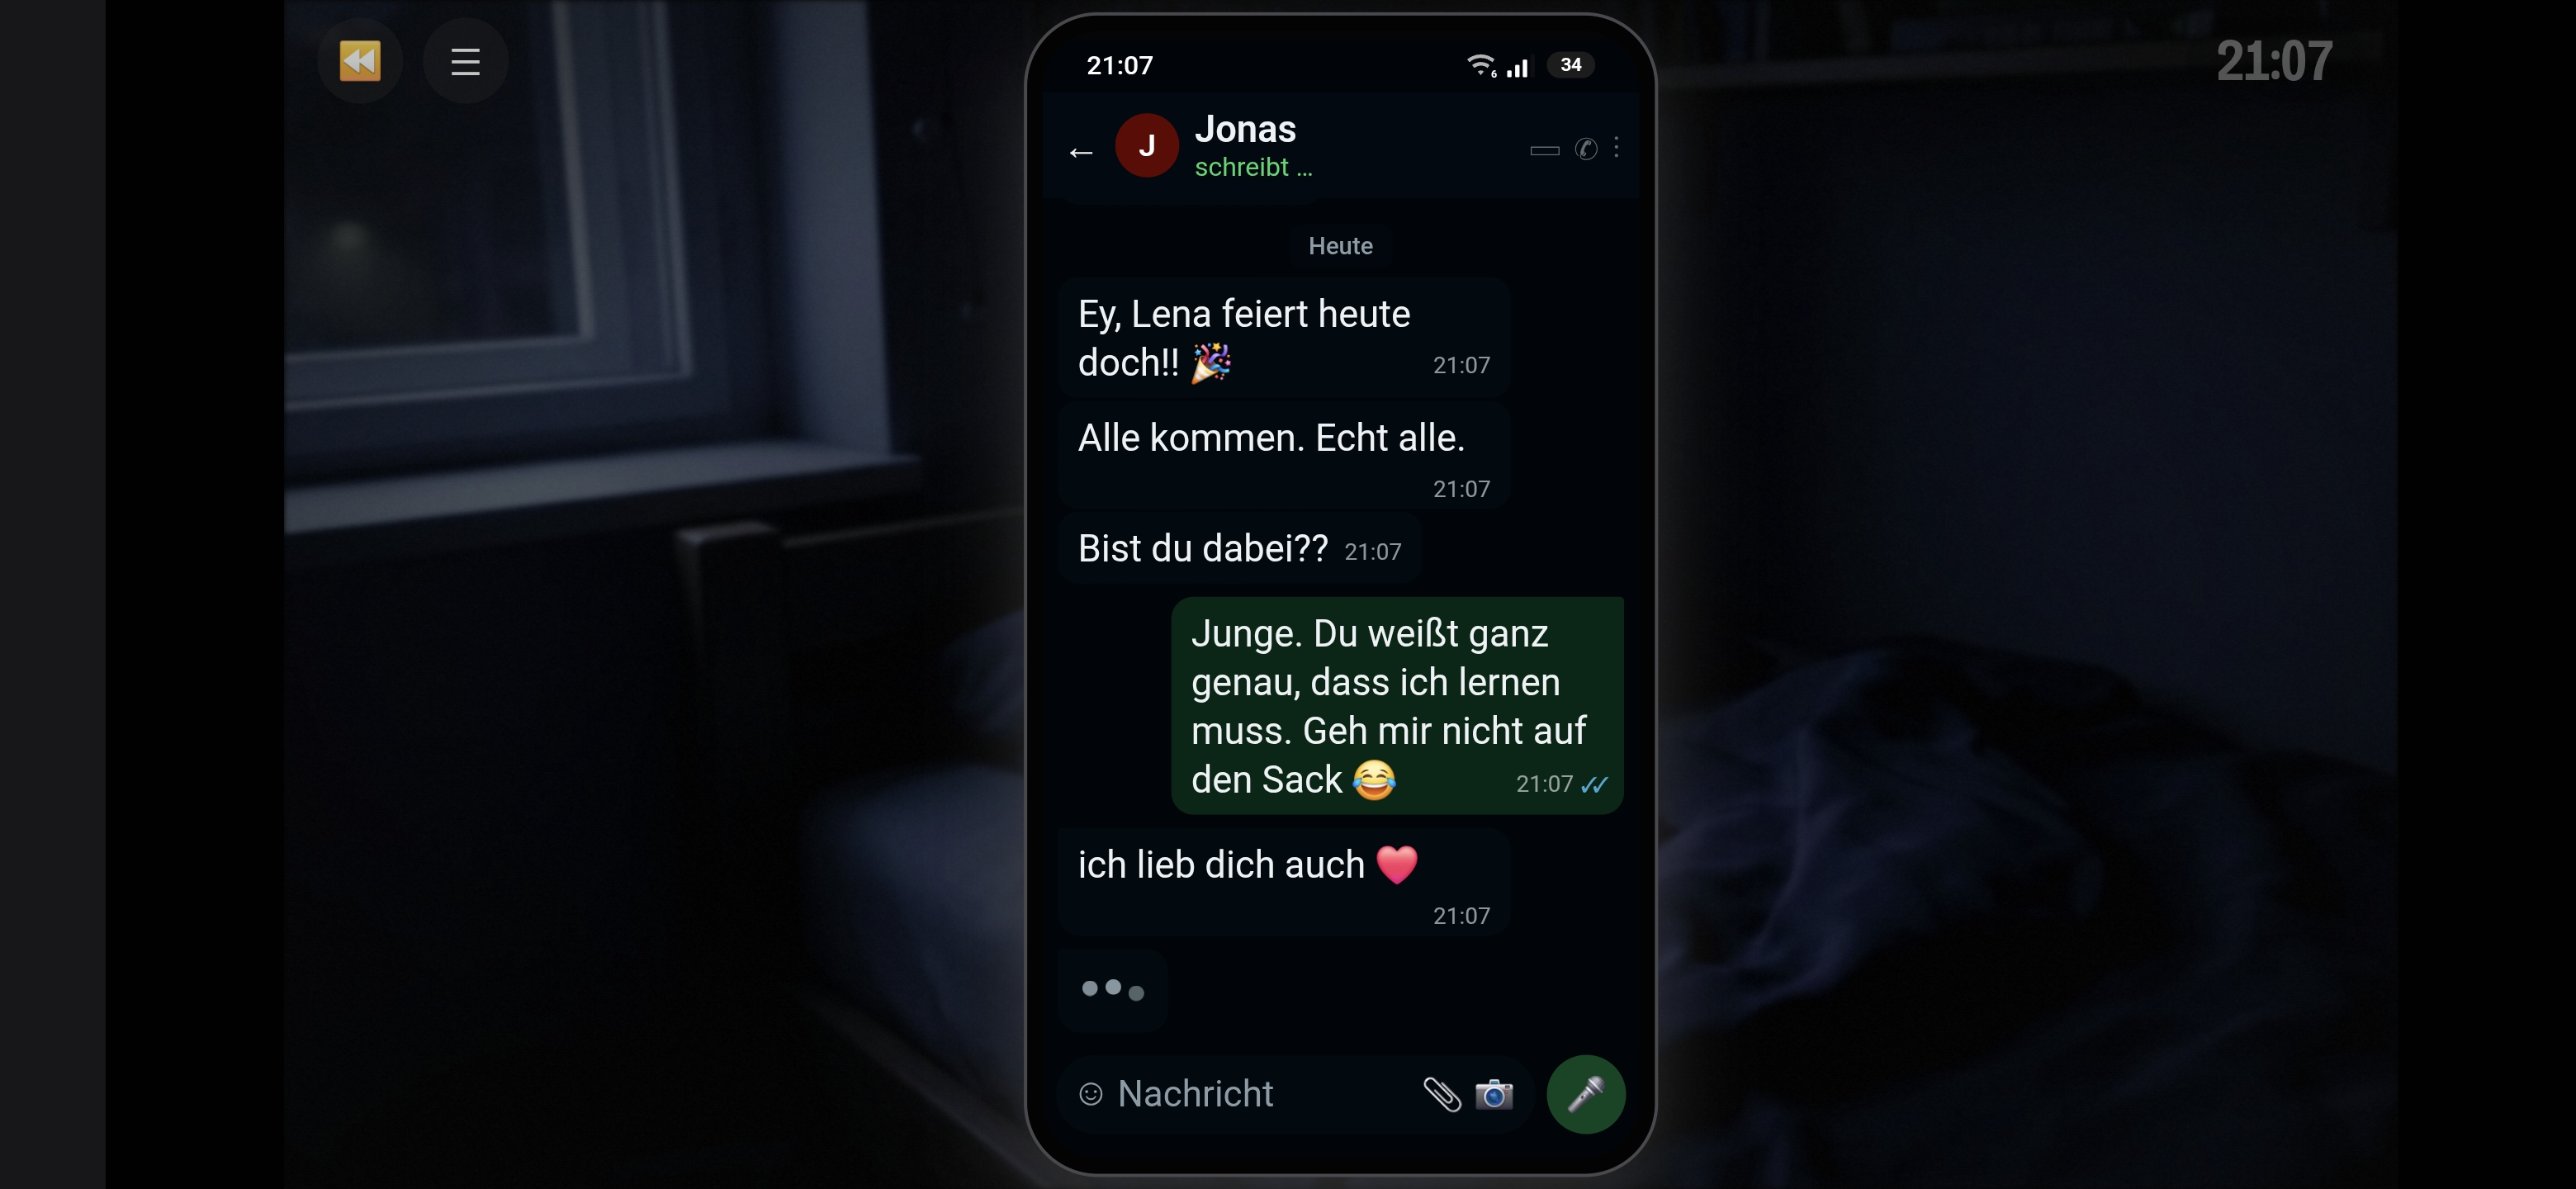 21:07
21:07
6
34
J
Jonas
schreibt ...
Heute
Ey, Lena feiert heute
doch!! 🎉 21:07
Alle kommen. Echt alle.
21:07
Bist du dabei?? 21:07
Junge. Du weißt ganz
genau, dass ich lernen
muss. Geh mir nicht auf
den Sack 😂 21:07
ich lieb dich auch ❤️
21:07
Nachricht